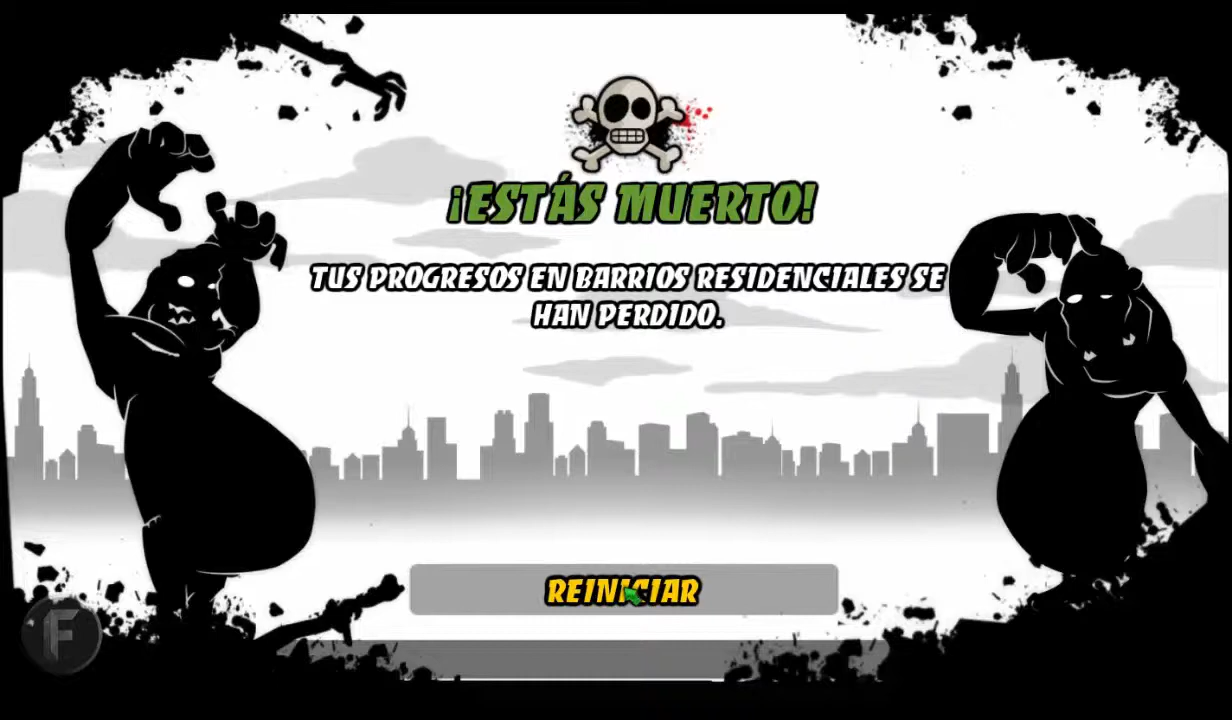 ¡ESTÁS MUERTO!
TUS PROGRESOS EN BARRIOS RESIDENCIALES SE
HAN PERDIDO.
REINICIAR
F